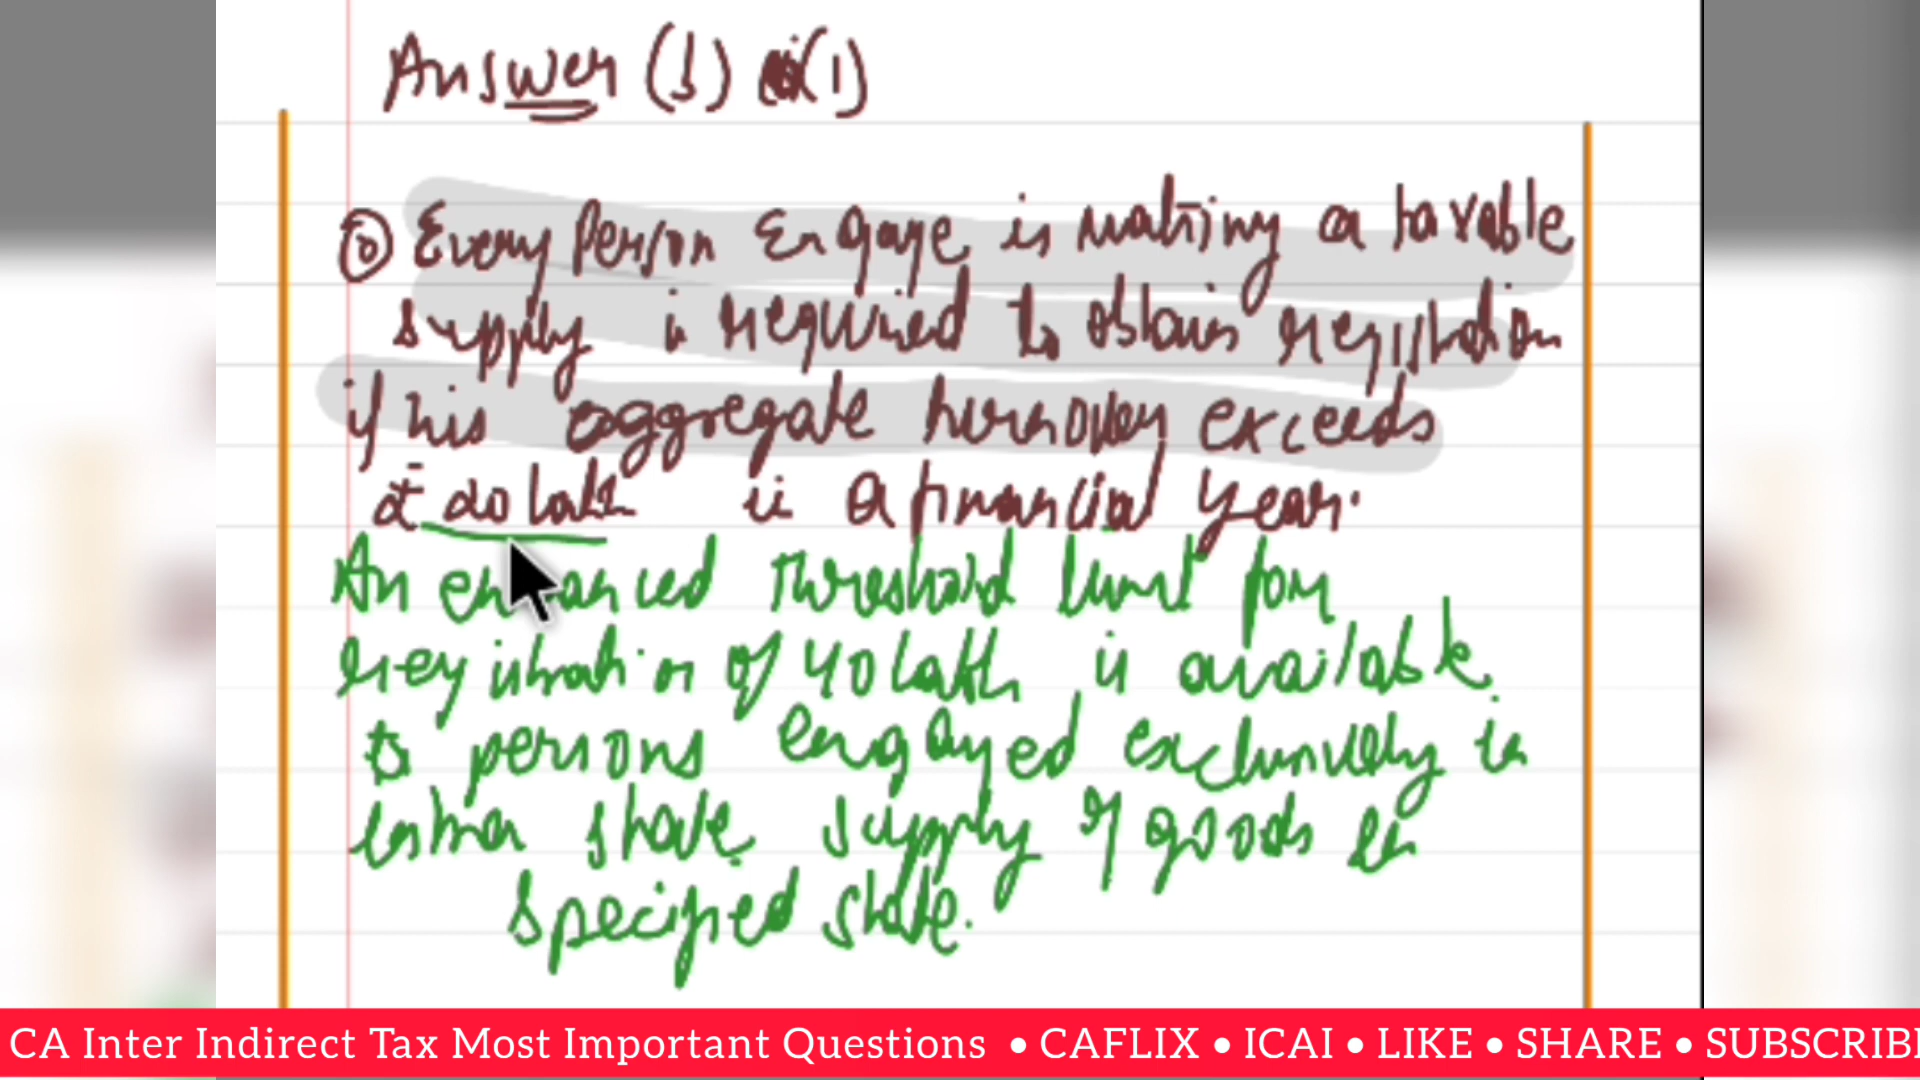 Answer (3) (1)
Every Person Engage in making a taxable
supply is required to obtain registration
if his aggregate turnover exceeds
₹ 20 lakh in a financial year.
An enhanced threshold limit for
registration of 40 lakh is available
to persons engaged exclusively in
intra state supply of goods in
specified state.
CA Inter Indirect Tax Most Important Questions • CAFLIX • ICAI • LIKE • SHARE • SUBSCRIB